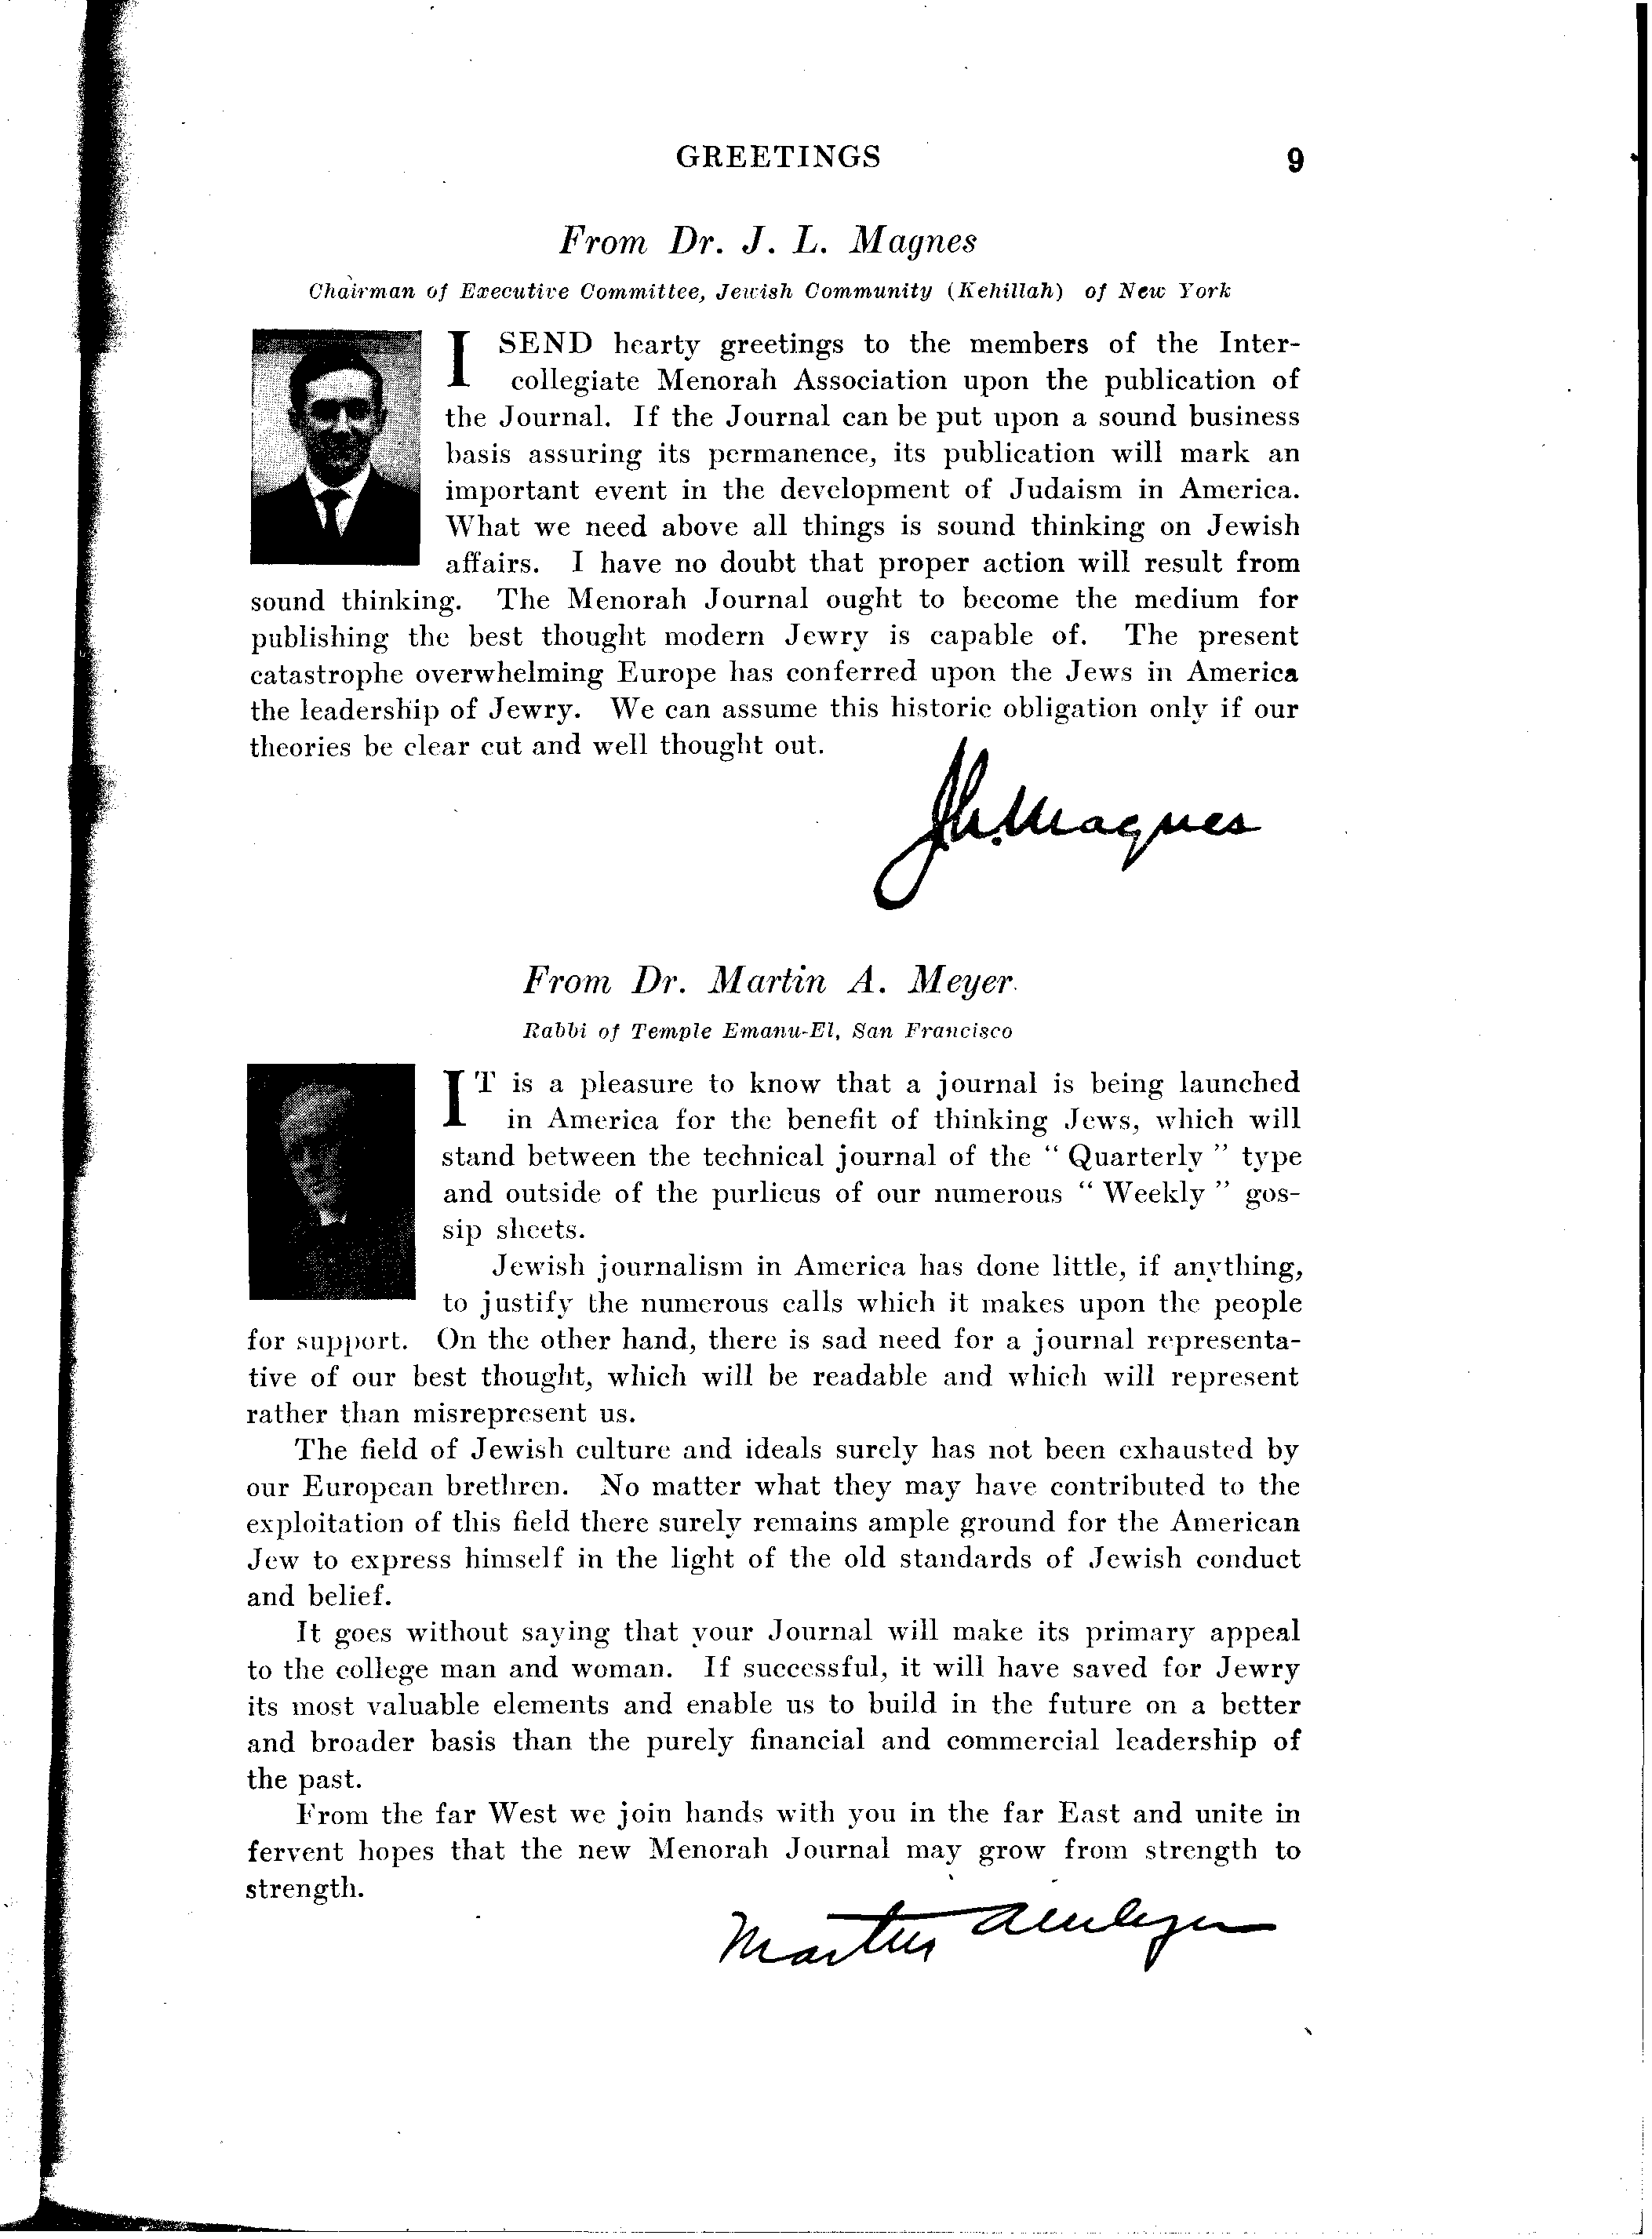 GREETINGS 9
From Dr. J. L. Magnes
Chairman of Executive Committee, Jewish Community (Kehillah) of New York
I SEND hearty greetings to the members of the Inter-
collegiate Menorah Association upon the publication of
the Journal. If the Journal can be put upon a sound business
basis assuring its permanence, its publication will mark an
important event in the development of Judaism in America.
What we need above all things is sound thinking on Jewish
affairs. I have no doubt that proper action will result from
sound thinking. The Menorah Journal ought to become the medium for
publishing the best thought modern Jewry is capable of. The present
catastrophe overwhelming Europe has conferred upon the Jews in America
the leadership of Jewry. We can assume this historic obligation only if our
theories be clear cut and well thought out.
J.L. Magnes
From Dr. Martin A. Meyer.
Rabbi of Temple Emanu-El, San Francisco
IT is a pleasure to know that a journal is being launched
in America for the benefit of thinking Jews, which will
stand between the technical journal of the " Quarterly " type
and outside of the purlieus of our numerous " Weekly " gos-
sip sheets.
Jewish journalism in America has done little, if anything,
to justify the numerous calls which it makes upon the people
for support. On the other hand, there is sad need for a journal representa-
tive of our best thought, which will be readable and which will represent
rather than misrepresent us.
The field of Jewish culture and ideals surely has not been exhausted by
our European brethren. No matter what they may have contributed to the
exploitation of this field there surely remains ample ground for the American
Jew to express himself in the light of the old standards of Jewish conduct
and belief.
It goes without saying that your Journal will make its primary appeal
to the college man and woman. If successful, it will have saved for Jewry
its most valuable elements and enable us to build in the future on a better
and broader basis than the purely financial and commercial leadership of
the past.
From the far West we join hands with you in the far East and unite in
fervent hopes that the new Menorah Journal may grow from strength to
strength.
Martin A Meyer